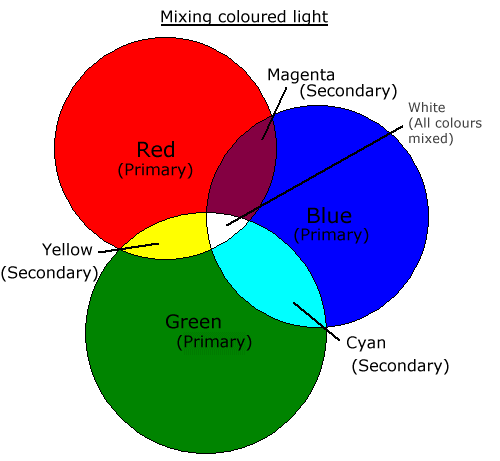 Mixing coloured light
Magenta
(Secondary)
White
(All colours
mixed)
Red
(Primary)
Blue
(Primary)
Yellow
(Secondary)
Green
(Primary)
Cyan
(Secondary)